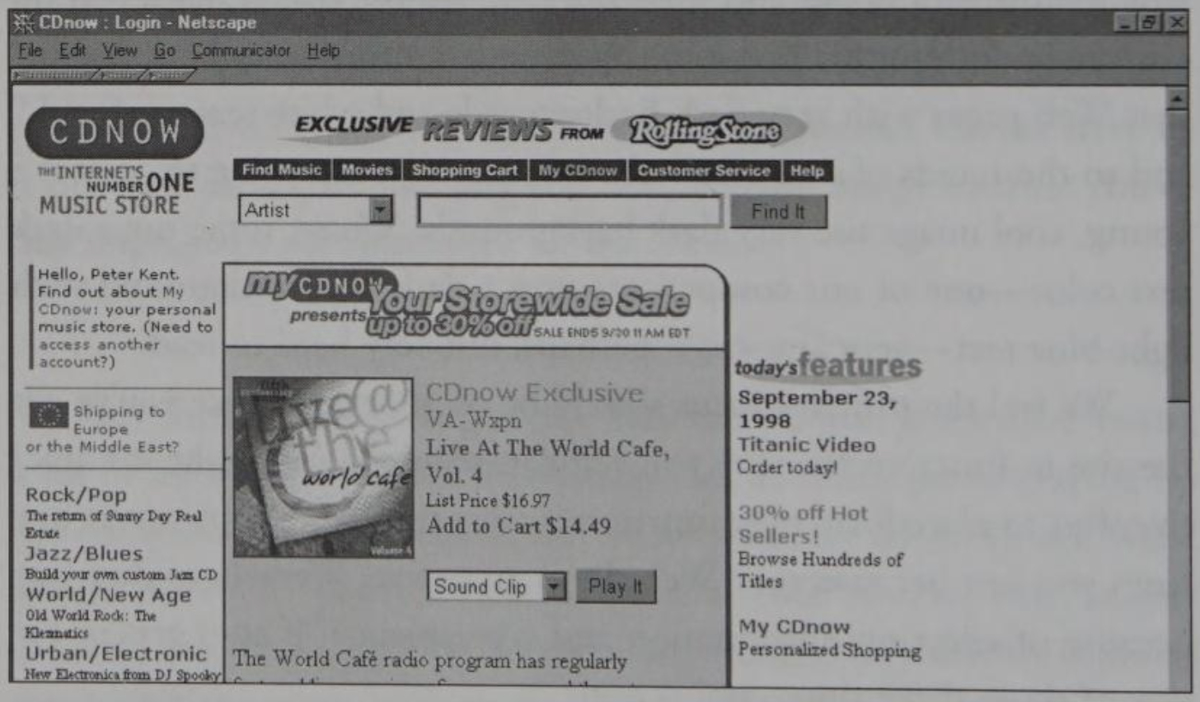 CDnow : Login - Netscape
File Edit View Go Communicator Help
CDNOW
THE INTERNET'S
NUMBER ONE
MUSIC STORE
EXCLUSIVE REVIEWS FROM RollingStone
Find Music Movies Shopping Cart My CDnow Customer Service Help
Artist
Find It
Hello, Peter Kent.
Find out about My
CDnow: your personal
music store. (Need to
access another
account?)
Shipping to
Europe
or the Middle East?
Rock/Pop
The return of Sunny Day Real
Estate
Jazz/Blues
Build your own custom Jazz CD
World/New Age
Old World Rock: The
Klezmatics
Urban/Electronic
New Electronica from DJ Spooky
my CDNOW
presents
Your Storewide Sale
up to 30% off SALE ENDS 9/30 11 AM EDT
live@
the
world cafe
Volume 4
CDnow Exclusive
VA-Wxpn
Live At The World Cafe,
Vol. 4
List Price $16.97
Add to Cart $14.49
Sound Clip
Play It
The World Café radio program has regularly
today's features
September 23,
1998
Titanic Video
Order today!
30% off Hot
Sellers!
Browse Hundreds of
Titles
My CDnow
Personalized Shopping